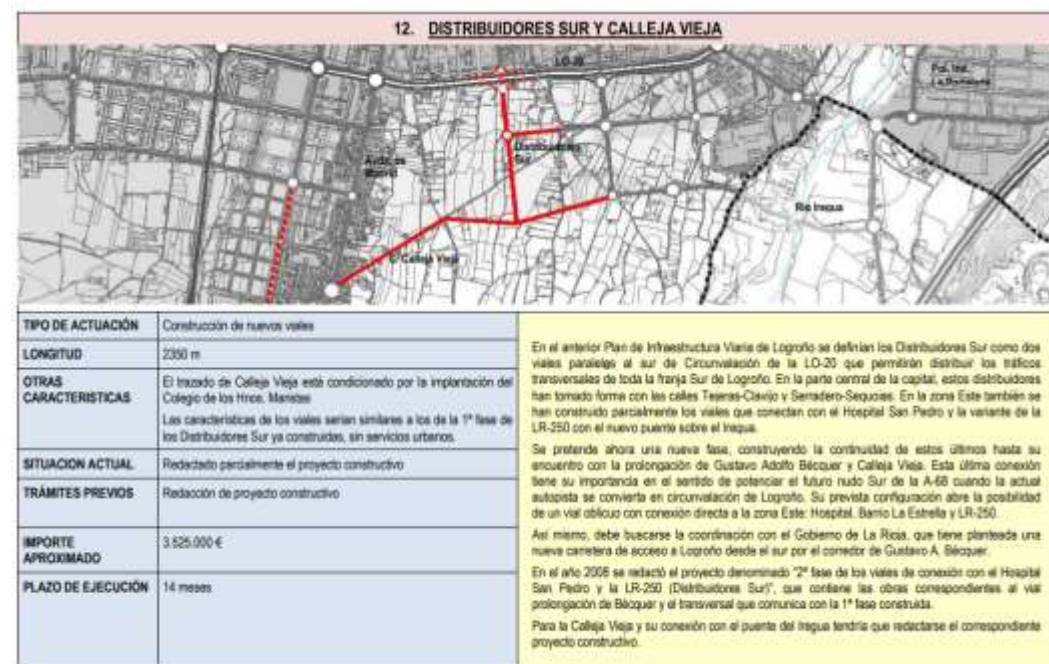 12. DISTRIBUIDORES SUR Y CALLEJA VIEJA
LO-20
Pol. Ind.
Avda. de
Madrid
Distribuidores
Sur
Río Iregua
C/ Calleja Vieja
TIPO DE ACTUACIÓN
Construcción de nuevos viales
LONGITUD
2350 m
OTRAS
CARACTERISTICAS
El trazado de Calleja Vieja está condicionado por la implantación del
Colegio de los Hnos. Maristas
Las características de los viales serían similares a los de la 1ª fase de
los Distribuidores Sur ya construidas, sin servicios urbanos.
SITUACION ACTUAL
Redactado parcialmente el proyecto constructivo
TRÁMITES PREVIOS
Redacción de proyecto constructivo
IMPORTE
APROXIMADO
3.525.000 €
PLAZO DE EJECUCIÓN
14 meses
En el anterior Plan de Infraestructura Viaria de Logroño se definían los Distribuidores Sur como dos
viales paralelos al sur de Circunvalación de la LO-20 que permitirán distribuir los tráficos
transversales de toda la franja Sur de Logroño. En la parte central de la capital, estos distribuidores
han tomado forma con las calles Tejeras-Clavijo y Serradero-Sequoias. En la zona Este también se
han construido parcialmente los viales que conectan con el Hospital San Pedro y la variante de la
LR-250 con el nuevo puente sobre el Iregua.
Se pretende ahora una nueva fase, construyendo la continuidad de estos últimos hasta su
encuentro con la prolongación de Gustavo Adolfo Bécquer y Calleja Vieja. Esta última conexión
tiene su importancia en el sentido de potenciar el futuro nudo Sur de la A-68 cuando la actual
autopista se convierta en circunvalación de Logroño. Su prevista configuración abre la posibilidad
de un vial oblicuo con conexión directa a la zona Este: Hospital, Barrio La Estrella y LR-250.
Así mismo, debe buscarse la coordinación con el Gobierno de La Rioja, que tiene planteada una
nueva carretera de acceso a Logroño desde el sur por el corredor de Gustavo A. Bécquer.
En el año 2008 se redactó el proyecto denominado "2ª fase de los viales de conexión con el Hospital
San Pedro y la LR-250 (Distribuidores Sur)", que contiene las obras correspondientes al vial
prolongación de Bécquer y el transversal que comunica con la 1ª fase construida.
Para la Calleja Vieja y su conexión con el puente del Iregua tendría que redactarse el correspondiente
proyecto constructivo.